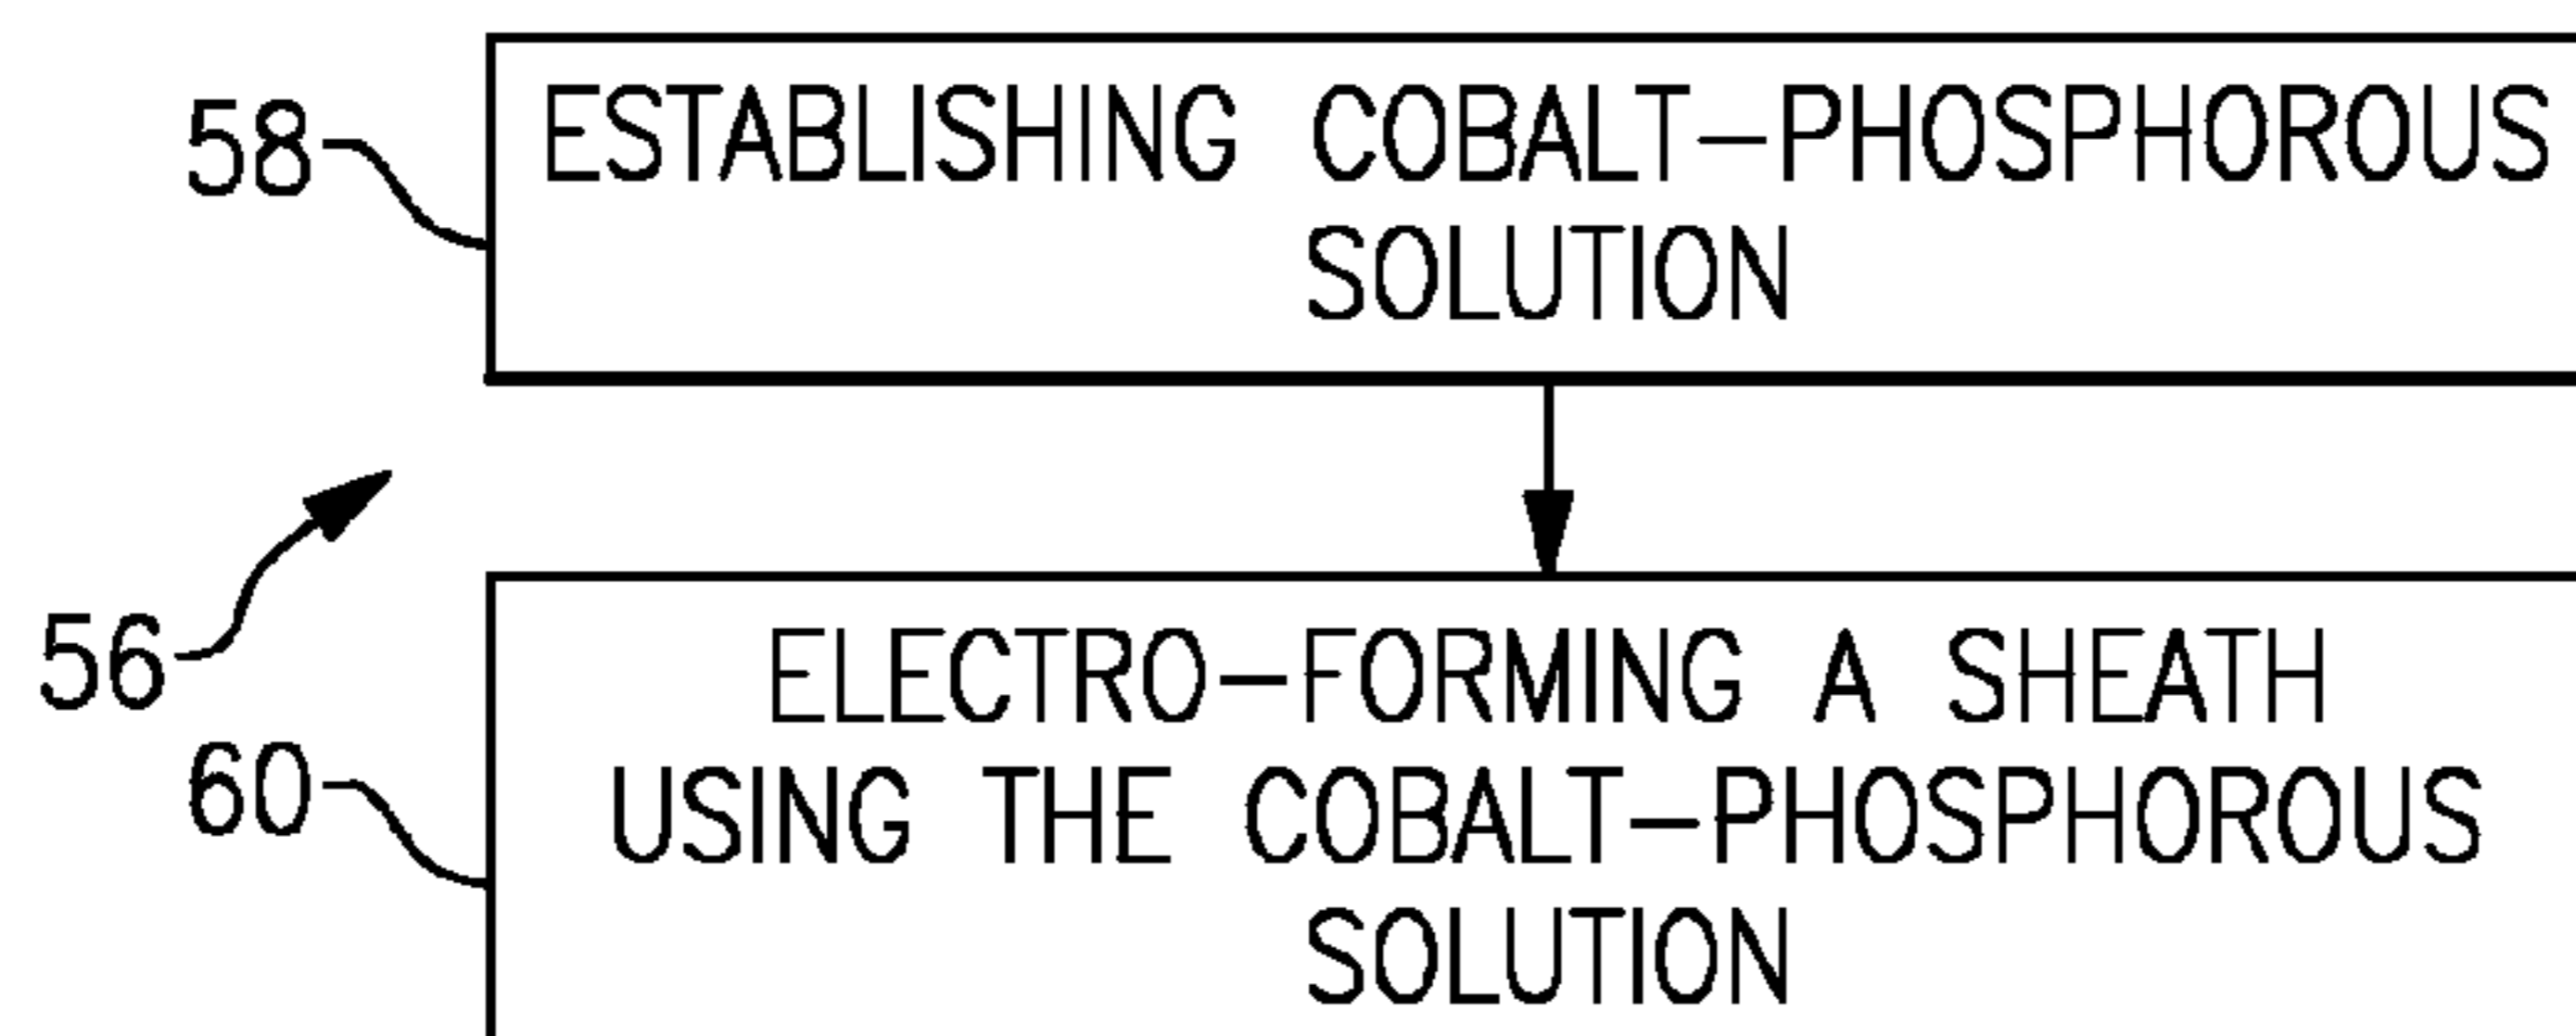 58
ESTABLISHING COBALT-PHOSPHOROUS
SOLUTION
56
60
ELECTRO-FORMING A SHEATH
USING THE COBALT-PHOSPHOROUS
SOLUTION